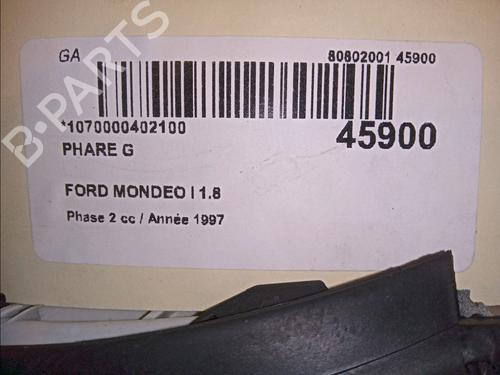 GA
80802001 45900
*1070000402100
45900
PHARE G
FORD MONDEO I 1.8
Phase 2 cc / Année 1997
B-PARTS